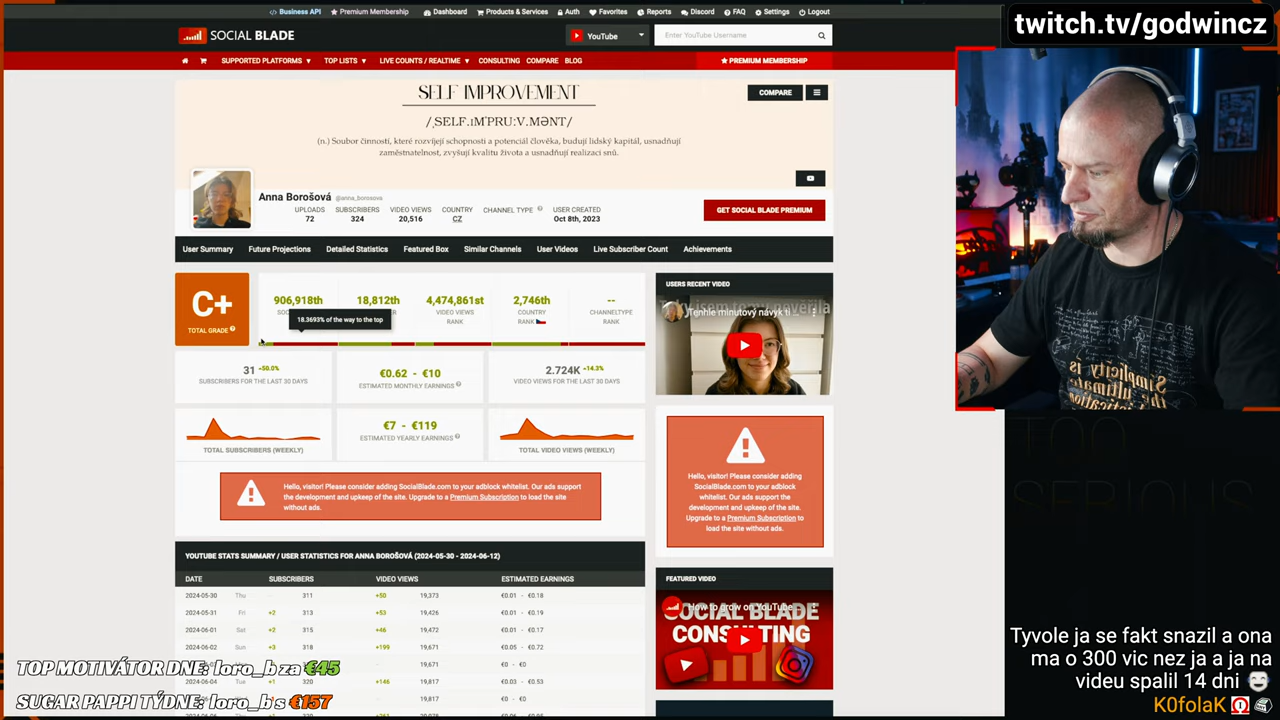 Business API
Premium Membership
Dashboard
Products & Services
Auth
Favorites
Reports
Discord
FAQ
Settings
Logout
SOCIAL BLADE
YouTube
Enter YouTube Username
SUPPORTED PLATFORMS
TOP LISTS
LIVE COUNTS / REALTIME
CONSULTING
COMPARE
BLOG
PREMIUM MEMBERSHIP
twitch.tv/godwincz
SELF IMPROVEMENT
COMPARE
/ˌSELF.ɪMˈPRUːV.MƏNT/
(n.) Soubor činností, které rozvíjejí schopnosti a potenciál člověka, budují lidský kapitál, usnadňují
zaměstnatelnost, zvyšují kvalitu života a usnadňují realizaci snů.
Anna Borošová @anna_borosova
UPLOADS
72
SUBSCRIBERS
324
VIDEO VIEWS
20,516
COUNTRY
CZ
CHANNEL TYPE
USER CREATED
Oct 8th, 2023
GET SOCIAL BLADE PREMIUM
User Summary
Future Projections
Detailed Statistics
Featured Box
Similar Channels
User Videos
Live Subscriber Count
Achievements
C+
TOTAL GRADE
906,918th
18,812th
18.3693% of the way to the top
4,474,861st
VIDEO VIEWS
RANK
2,746th
COUNTRY
RANK
--
CHANNELTYPE
RANK
31 -50.0%
SUBSCRIBERS FOR THE LAST 30 DAYS
€0.62 - €10
ESTIMATED MONTHLY EARNINGS
2.724K -14.3%
VIDEO VIEWS FOR THE LAST 30 DAYS
TOTAL SUBSCRIBERS (WEEKLY)
€7 - €119
ESTIMATED YEARLY EARNINGS
TOTAL VIDEO VIEWS (WEEKLY)
USERS RECENT VIDEO
Tenhle minutový návyk ti ...
Hello, visitor! Please consider adding
SocialBlade.com to your adblock whitelist. Our ads support
the development and upkeep of the site. Upgrade to a Premium Subscription to load the site
without ads.
Hello, visitor! Please consider adding
SocialBlade.com to your adblock
whitelist. Our ads support the
development and upkeep of the site.
Upgrade to a Premium Subscription to
load the site without ads.
YOUTUBE STATS SUMMARY / USER STATISTICS FOR ANNA BOROŠOVÁ (2024-05-30 - 2024-06-12)
DATE SUBSCRIBERS VIDEO VIEWS ESTIMATED EARNINGS
2024-05-30 Thu - 311 +50 19,373 €0.01 - €0.18
2024-05-31 Fri +2 313 +53 19,426 €0.01 - €0.19
2024-06-01 Sat +2 315 +46 19,472 €0.01 - €0.17
2024-06-02 Sun +3 318 +199 19,671 €0.05 - €0.72
19,671 €0 - €0
2024-06-04 Tue +1 320 +146 19,817 €0.03 - €0.53
19,817 €0 - €0
FEATURED VIDEO
How to grow on YouTube
SOCIAL BLADE
CONSULTING
Simplicity
is the
ultimate
TOP MOTIVÁTOR DNE: loro_b za €45
SUGAR PAPPI TÝDNE: loro_b s €157
Tyvole ja se fakt snazil a ona
ma o 300 vic nez ja a ja na
videu spalil 14 dni
K0folaK